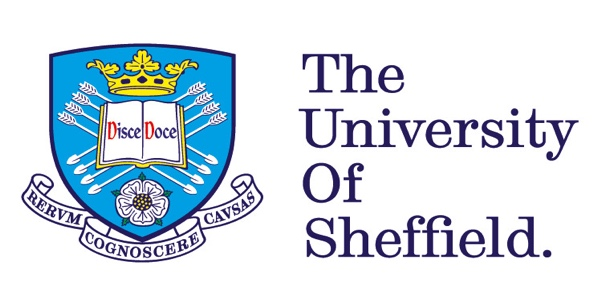 Disce Doce
RERVM COGNOSCERE CAVSAS
The
University
Of
Sheffield.